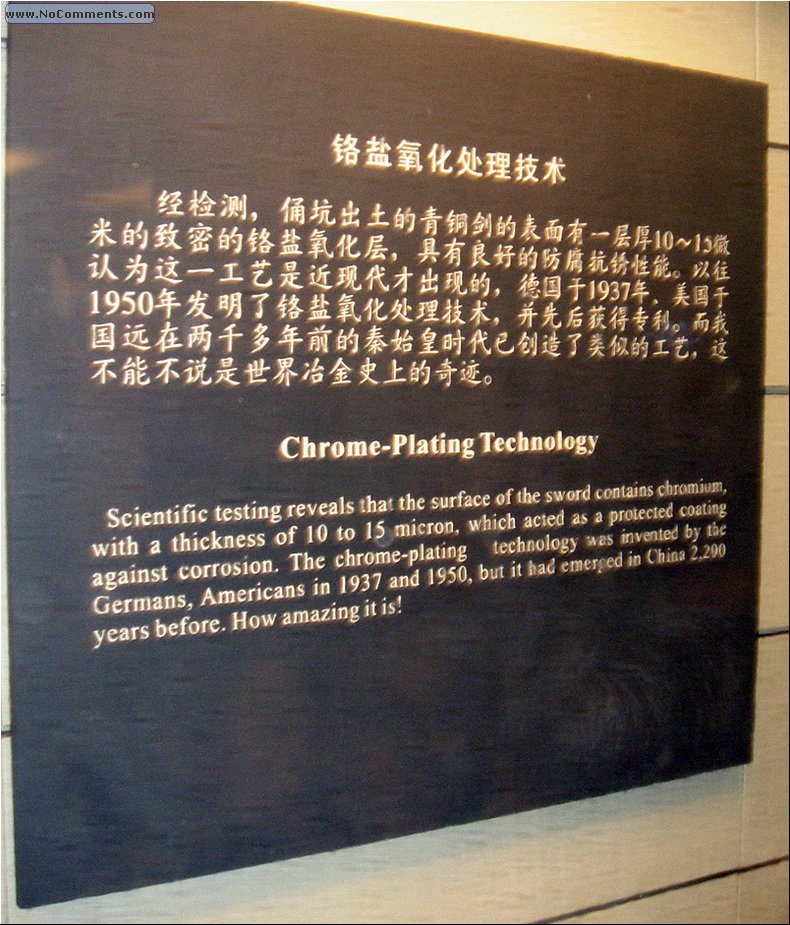 www.NoComments.com
铬盐氧化处理技术
经检测，俑坑出土的青铜剑的表面有一层厚10～15微
米的致密的铬盐氧化层，具有良好的防腐抗锈性能。以往
认为这一工艺是近现代才出现的，德国于1937年、美国于
1950年发明了铬盐氧化处理技术，并先后获得专利。而我
国远在两千多年前的秦始皇时代已创造了类似的工艺，这
不能不说是世界冶金史上的奇迹。
Chrome-Plating Technology
Scientific testing reveals that the surface of the sword contains chromium,
with a thickness of 10 to 15 micron, which acted as a protected coating
against corrosion. The chrome-plating technology was invented by the
Germans, Americans in 1937 and 1950, but it had emerged in China 2,200
years before. How amazing it is!